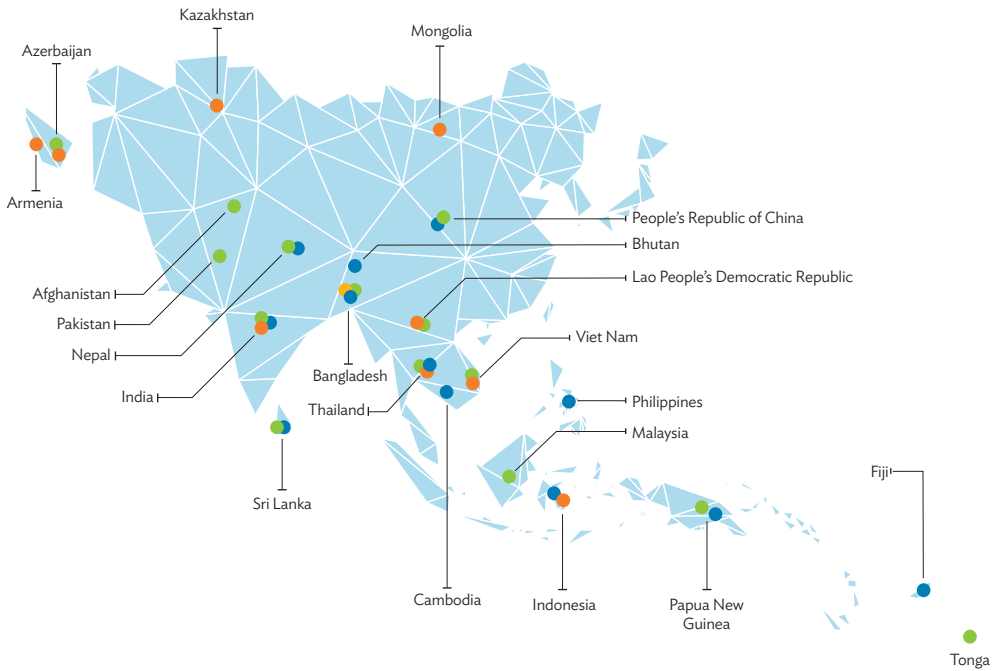 Kazakhstan
Mongolia
Azerbaijan
Armenia
People's Republic of China
Bhutan
Lao People's Democratic Republic
Afghanistan
Pakistan
Viet Nam
Nepal
Bangladesh
India
Thailand
Philippines
Malaysia
Fiji
Sri Lanka
Cambodia
Indonesia
Papua New
Guinea
Tonga